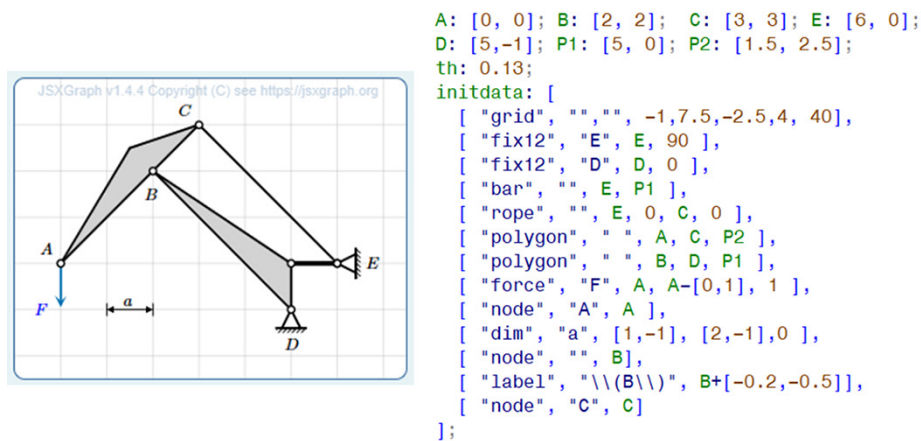 JSXGraph v1.4.4 Copyright (C) see https://jsxgraph.org
C
B
A
E
F
a
D
A: [0, 0]; B: [2, 2]; C: [3, 3]; E: [6, 0];
D: [5,-1]; P1: [5, 0]; P2: [1.5, 2.5];
th: 0.13;
initdata: [
[ "grid", "","", -1,7.5,-2.5,4, 40],
[ "fix12", "E", E, 90 ],
[ "fix12", "D", D, 0 ],
[ "bar", "", E, P1 ],
[ "rope", "", E, 0, C, 0 ],
[ "polygon", " ", A, C, P2 ],
[ "polygon", " ", B, D, P1 ],
[ "force", "F", A, A-[0,1], 1 ],
[ "node", "A", A ],
[ "dim", "a", [1,-1], [2,-1],0 ],
[ "node", "", B],
[ "label", "\\(B\\)", B+[-0.2,-0.5]],
[ "node", "C", C]
];